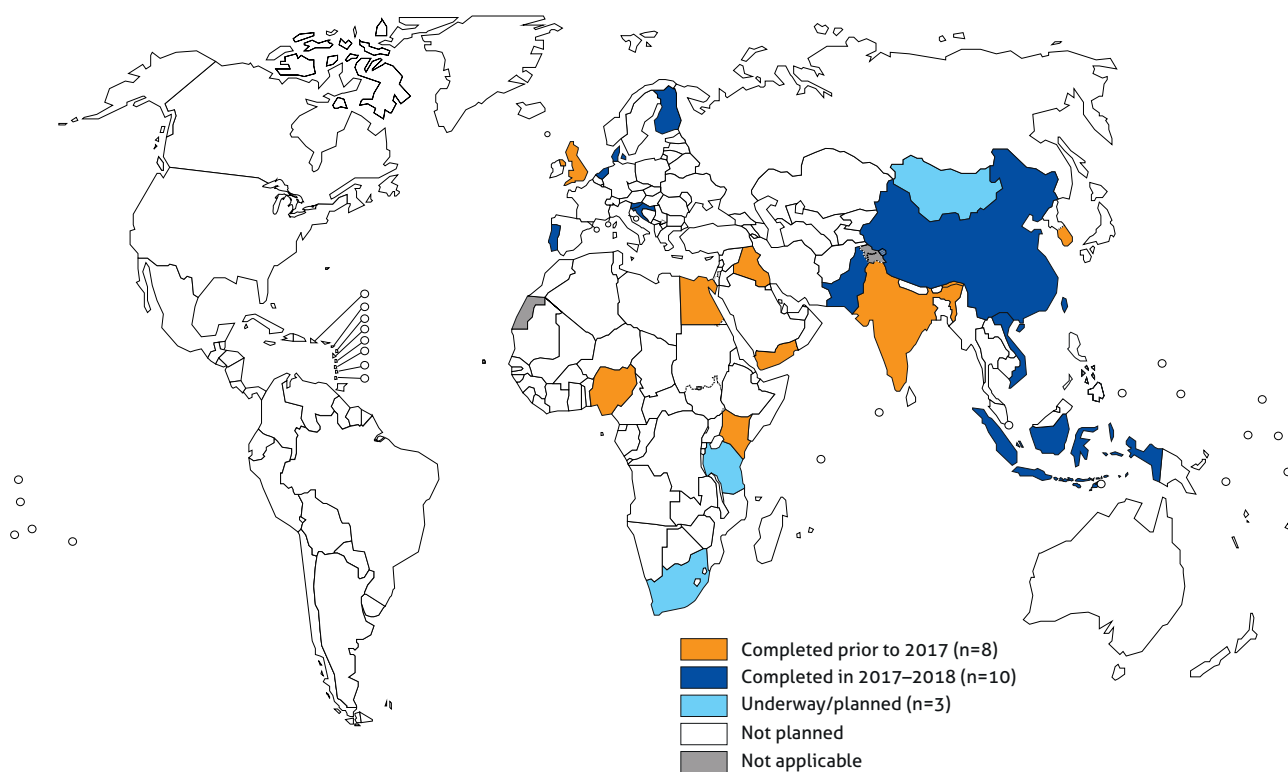 Completed prior to 2017 (n=8)
Completed in 2017–2018 (n=10)
Underway/planned (n=3)
Not planned
Not applicable